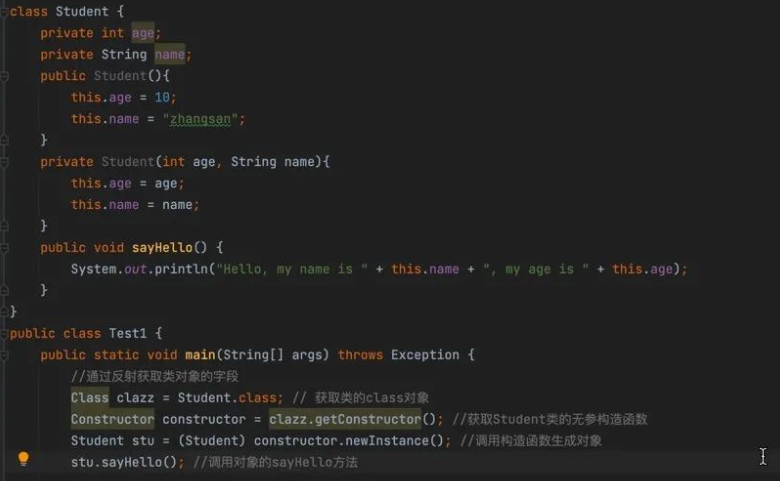 class Student {
    private int age;
    private String name;
    public Student(){
        this.age = 10;
        this.name = "zhangsan";
    }
    private Student(int age, String name){
        this.age = age;
        this.name = name;
    }
    public void sayHello() {
        System.out.println("Hello, my name is " + this.name + ", my age is " + this.age);
    }
}
public class Test1 {
    public static void main(String[] args) throws Exception {
        //通过反射获取类对象的字段
        Class clazz = Student.class; // 获取类的class对象
        Constructor constructor = clazz.getConstructor(); //获取Student类的无参构造函数
        Student stu = (Student) constructor.newInstance(); //调用构造函数生成对象
        stu.sayHello(); //调用对象的sayHello方法